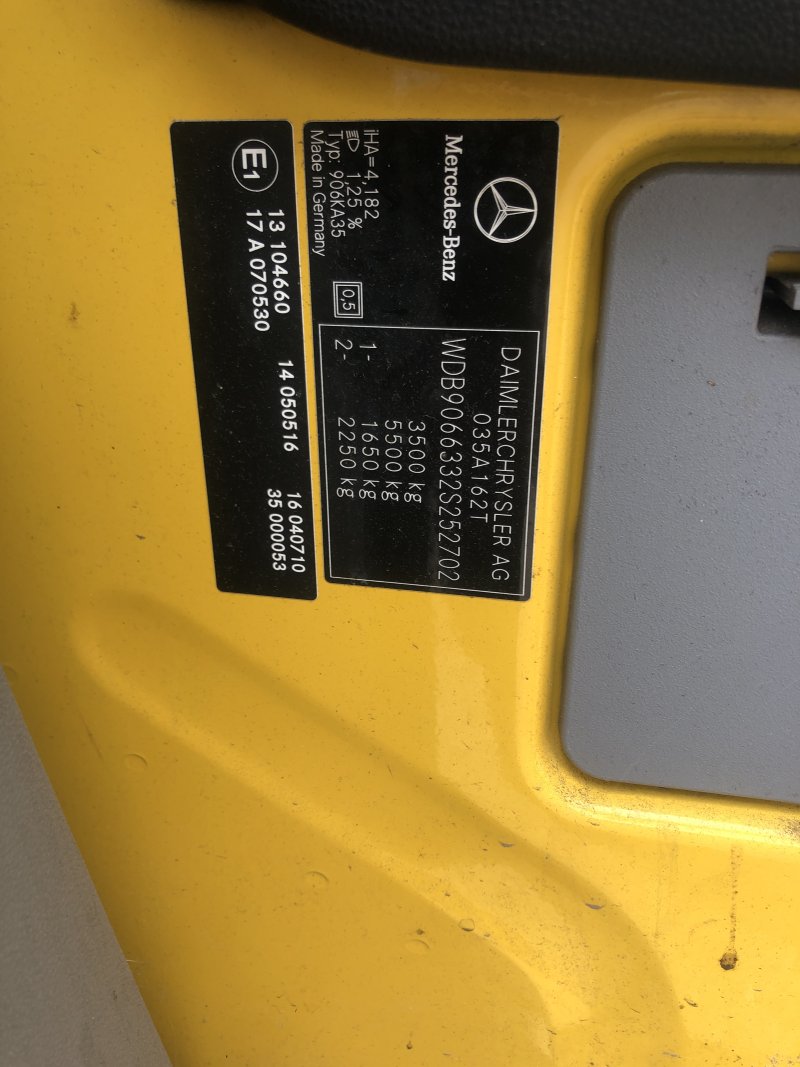 Mercedes-Benz
iHA=4,182
1,25 %
Typ: 906KA35
Made in Germany
0,5
DAIMLERCHRYSLER AG
035A162T
WDB9066332S252702
3500 kg
5500 kg
1- 1650 kg
2- 2250 kg
E1
13 104660 14 050516 16 040710
17 A 070530 35 000053